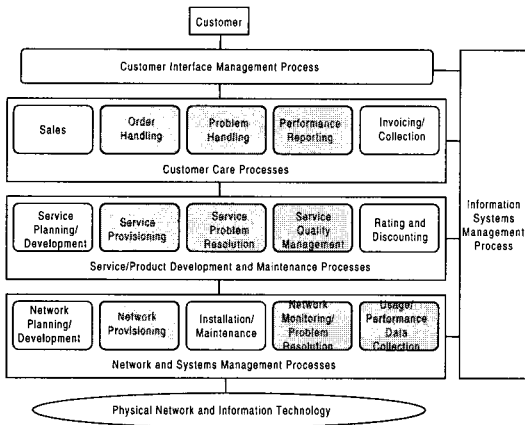 Customer
Customer Interface Management Process
Sales
Order
Handling
Problem
Handling
Performance
Reporting
Invoicing/
Collection
Customer Care Processes
Service
Planning/
Development
Service
Provisioning
Service
Problem
Resolution
Service
Quality
Management
Rating and
Discounting
Service/Product Development and Maintenance Processes
Network
Planning/
Development
Network
Provisioning
Installation/
Maintenance
Network
Monitoring/
Problem
Resolution
Usage/
Performance
Data
Collection
Network and Systems Management Processes
Physical Network and Information Technology
Information
Systems
Management
Process